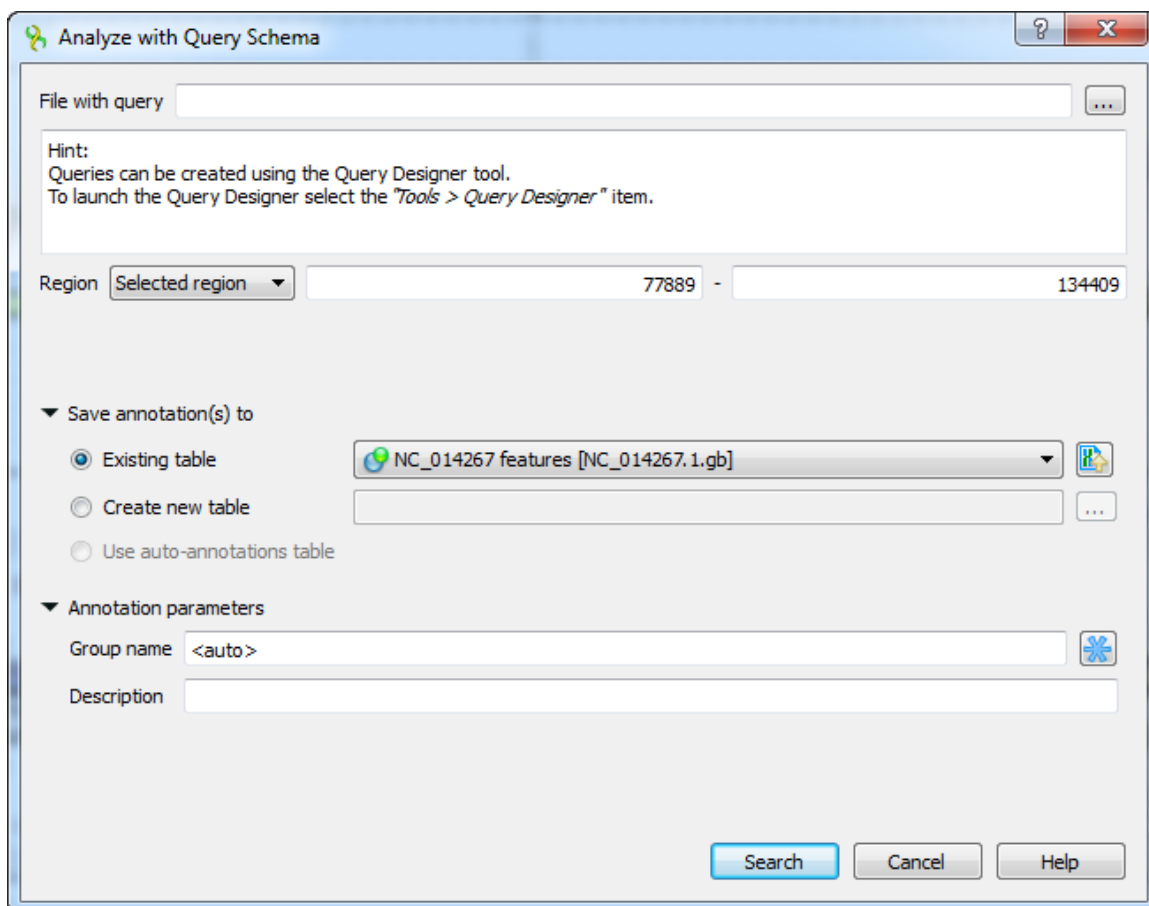 Analyze with Query Schema
File with query ...
Hint:
Queries can be created using the Query Designer tool.
To launch the Query Designer select the "Tools > Query Designer" item.
Region Selected region 77889 - 134409
Save annotation(s) to
Existing table NC_014267 features [NC_014267.1.gb]
Create new table ...
Use auto-annotations table
Annotation parameters
Group name <auto>
Description
Search Cancel Help